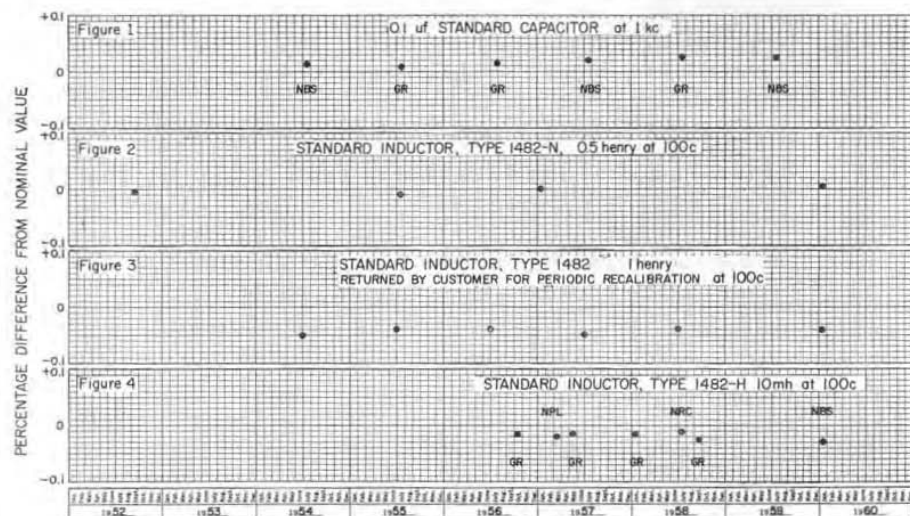 PERCENTAGE DIFFERENCE FROM NOMINAL VALUE
+0.1
0
-0.1
Figure 1
0.1 uf STANDARD CAPACITOR at 1 kc
NBS GR GR NBS GR NBS
+0.1
0
-0.1
Figure 2
STANDARD INDUCTOR, TYPE 1482-N, 0.5 henry at 100c
+0.1
0
-0.1
Figure 3
STANDARD INDUCTOR, TYPE 1482 1 henry
RETURNED BY CUSTOMER FOR PERIODIC RECALIBRATION at 100c
+0.1
0
-0.1
Figure 4
STANDARD INDUCTOR, TYPE 1482-H 10mh at 100c
NPL NRC NBS
GR GR GR GR
1952 1953 1954 1955 1956 1957 1958 1959 1960